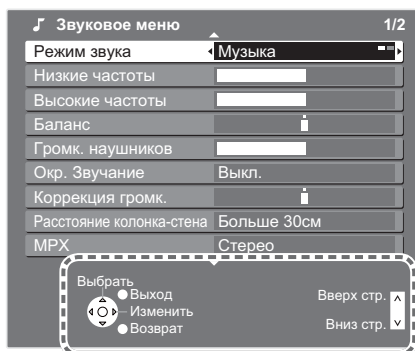 Звуковое меню 1/2
Режим звука Музыка
Низкие частоты
Высокие частоты
Баланс
Громк. наушников
Окр. Звучание Выкл.
Коррекция громк.
Расстояние колонка-стена Больше 30см
MPX Стерео
Выбрать
Выход Вверх стр.
Изменить
Возврат Вниз стр.